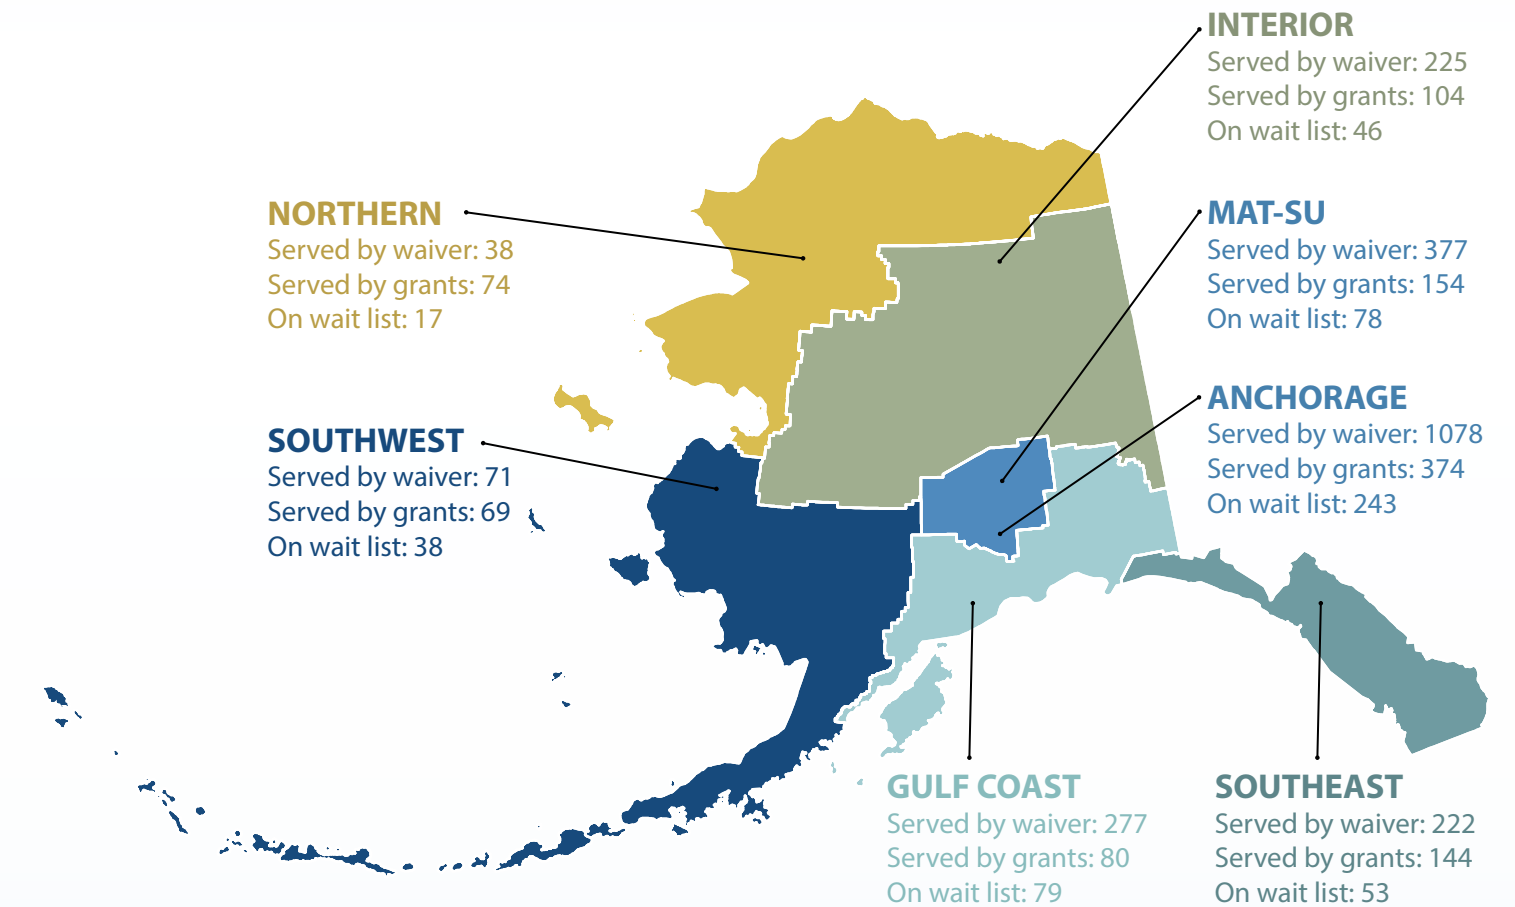 INTERIOR
Served by waiver: 225
Served by grants: 104
On wait list: 46
NORTHERN
Served by waiver: 38
Served by grants: 74
On wait list: 17
MAT-SU
Served by waiver: 377
Served by grants: 154
On wait list: 78
SOUTHWEST
Served by waiver: 71
Served by grants: 69
On wait list: 38
ANCHORAGE
Served by waiver: 1078
Served by grants: 374
On wait list: 243
GULF COAST
Served by waiver: 277
Served by grants: 80
On wait list: 79
SOUTHEAST
Served by waiver: 222
Served by grants: 144
On wait list: 53